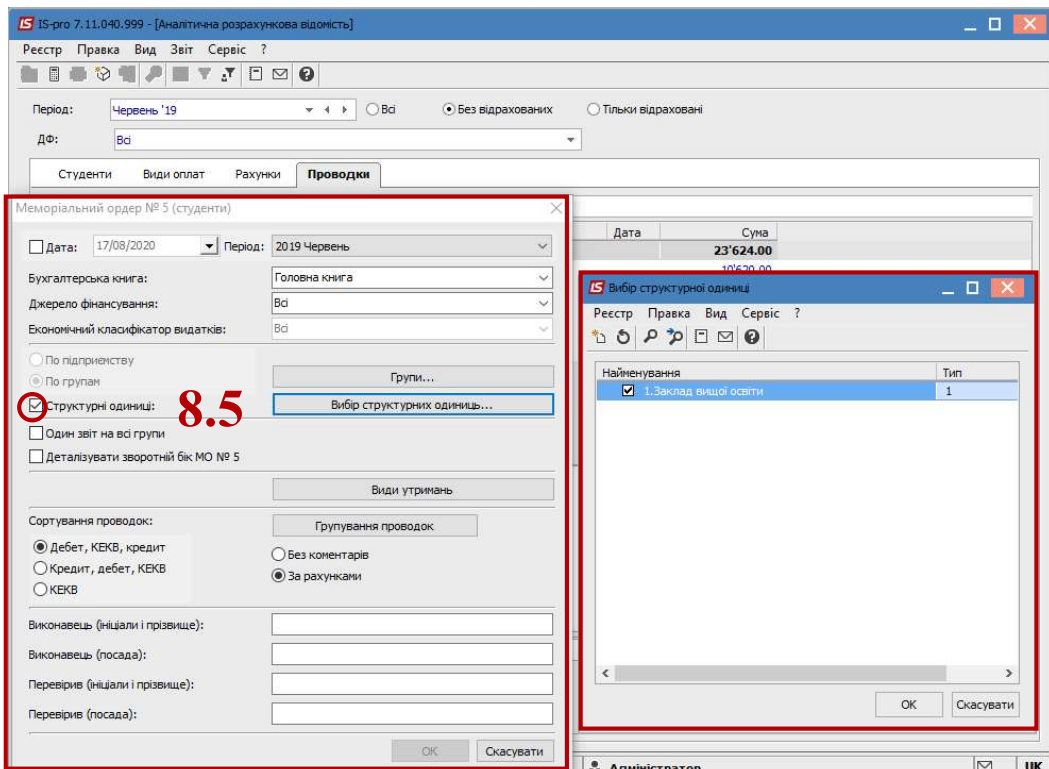 IS-pro 7.11.040.999 - [Аналітична розрахункова відомість]
Реєстр Правка Вид Звіт Сервіс ?
Період: Червень '19 Всі Без відрахованих Тільки відраховані
ДФ: Всі
Студенти Види оплат Рахунки Проводки
Меморіальний ордер № 5 (студенти)
Дата: 17/08/2020 Період: 2019 Червень
Бухгалтерська книга: Головна книга
Джерело фінансування: Всі
Економічний класифікатор видатків: Всі
По підприємству
По групам Групи...
Структурні одиниці: 8.5 Вибір структурних одиниць...
Один звіт на всі групи
Деталізувати зворотній бік МО № 5
Види утримань
Сортування проводок: Групування проводок
Дебет, КЕКВ, кредит
Кредит, дебет, КЕКВ
КЕКВ
Без коментарів
За рахунками
Виконавець (ініціали і прізвище):
Виконавець (посада):
Перевірив (ініціали і прізвище):
Перевірив (посада):
OK Скасувати
Дата Сума
23'624.00
10'620.00
Вибір структурної одиниці
Реєстр Правка Вид Сервіс ?
Найменування Тип
1.Заклад вищої освіти 1
OK Скасувати
Адміністратор UK